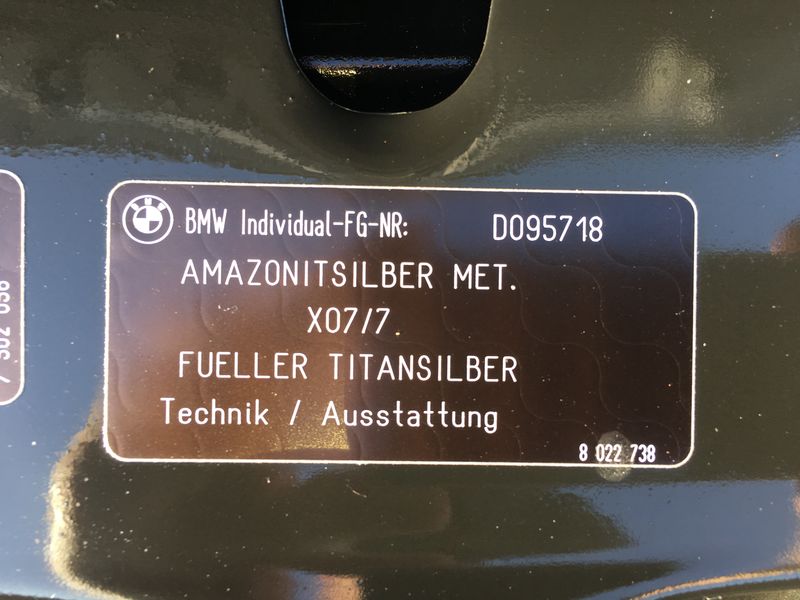 BMW Individual-FG-NR: D095718
AMAZONITSILBER MET.
X07/7
FUELLER TITANSILBER
Technik / Ausstattung
8 022 738